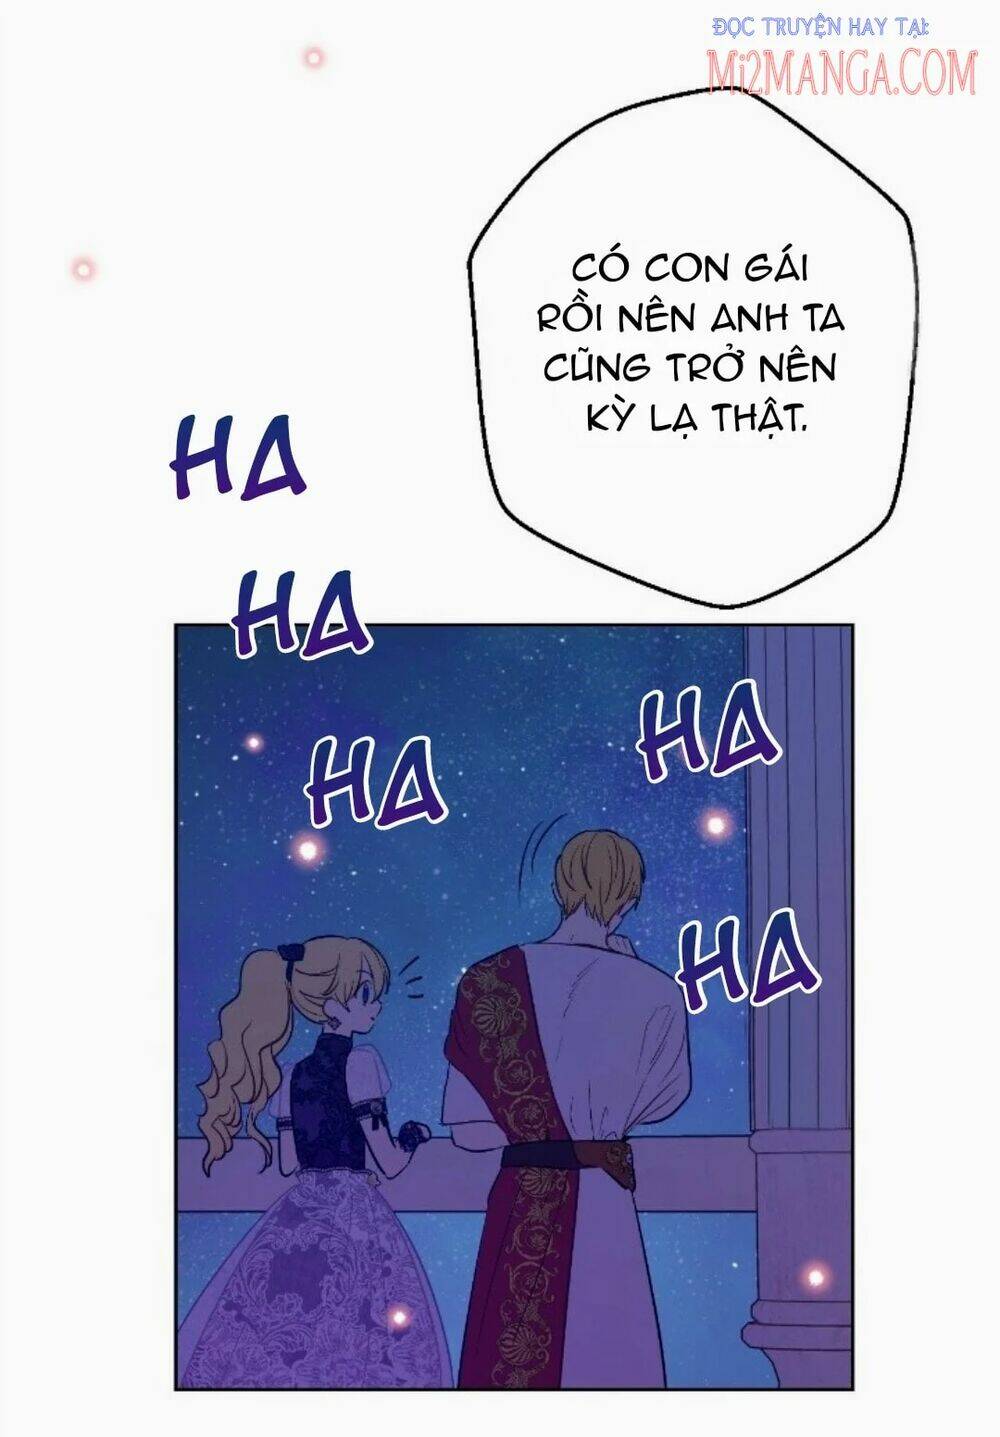 ĐỌC TRUYỆN HAY TẠI:
MI2MANGA.COM
CÓ CON GÁI
RỒI NÊN ANH TA
CŨNG TRỞ NÊN
KỲ LẠ THẬT.
HA
HA
HA
HA
HA